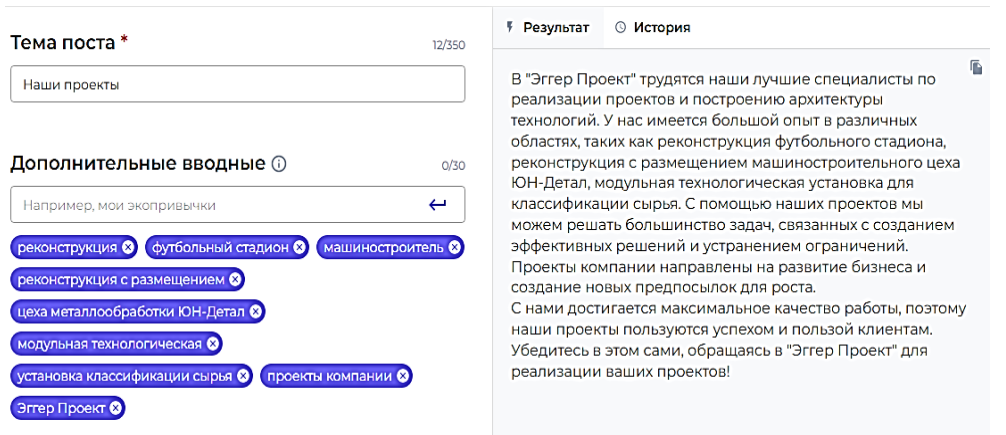 Тема поста *
12/350
Наши проекты
Дополнительные вводные
0/30
Например, мои экопривычки
реконструкция
футбольный стадион
машиностроитель
реконструкция с размещением
цеха металлообработки ЮН-Детал
модульная технологическая
установка классификации сырья
проекты компании
Эггер Проект
Результат
История
В "Эггер Проект" трудятся наши лучшие специалисты по
реализации проектов и построению архитектуры
технологий. У нас имеется большой опыт в различных
областях, таких как реконструкция футбольного стадиона,
реконструкция с размещением машиностроительного цеха
ЮН-Детал, модульная технологическая установка для
классификации сырья. С помощью наших проектов мы
можем решать большинство задач, связанных с созданием
эффективных решений и устранением ограничений.
Проекты компании направлены на развитие бизнеса и
создание новых предпосылок для роста.
С нами достигается максимальное качество работы, поэтому
наши проекты пользуются успехом и пользой клиентам.
Убедитесь в этом сами, обращаясь в "Эггер Проект" для
реализации ваших проектов!